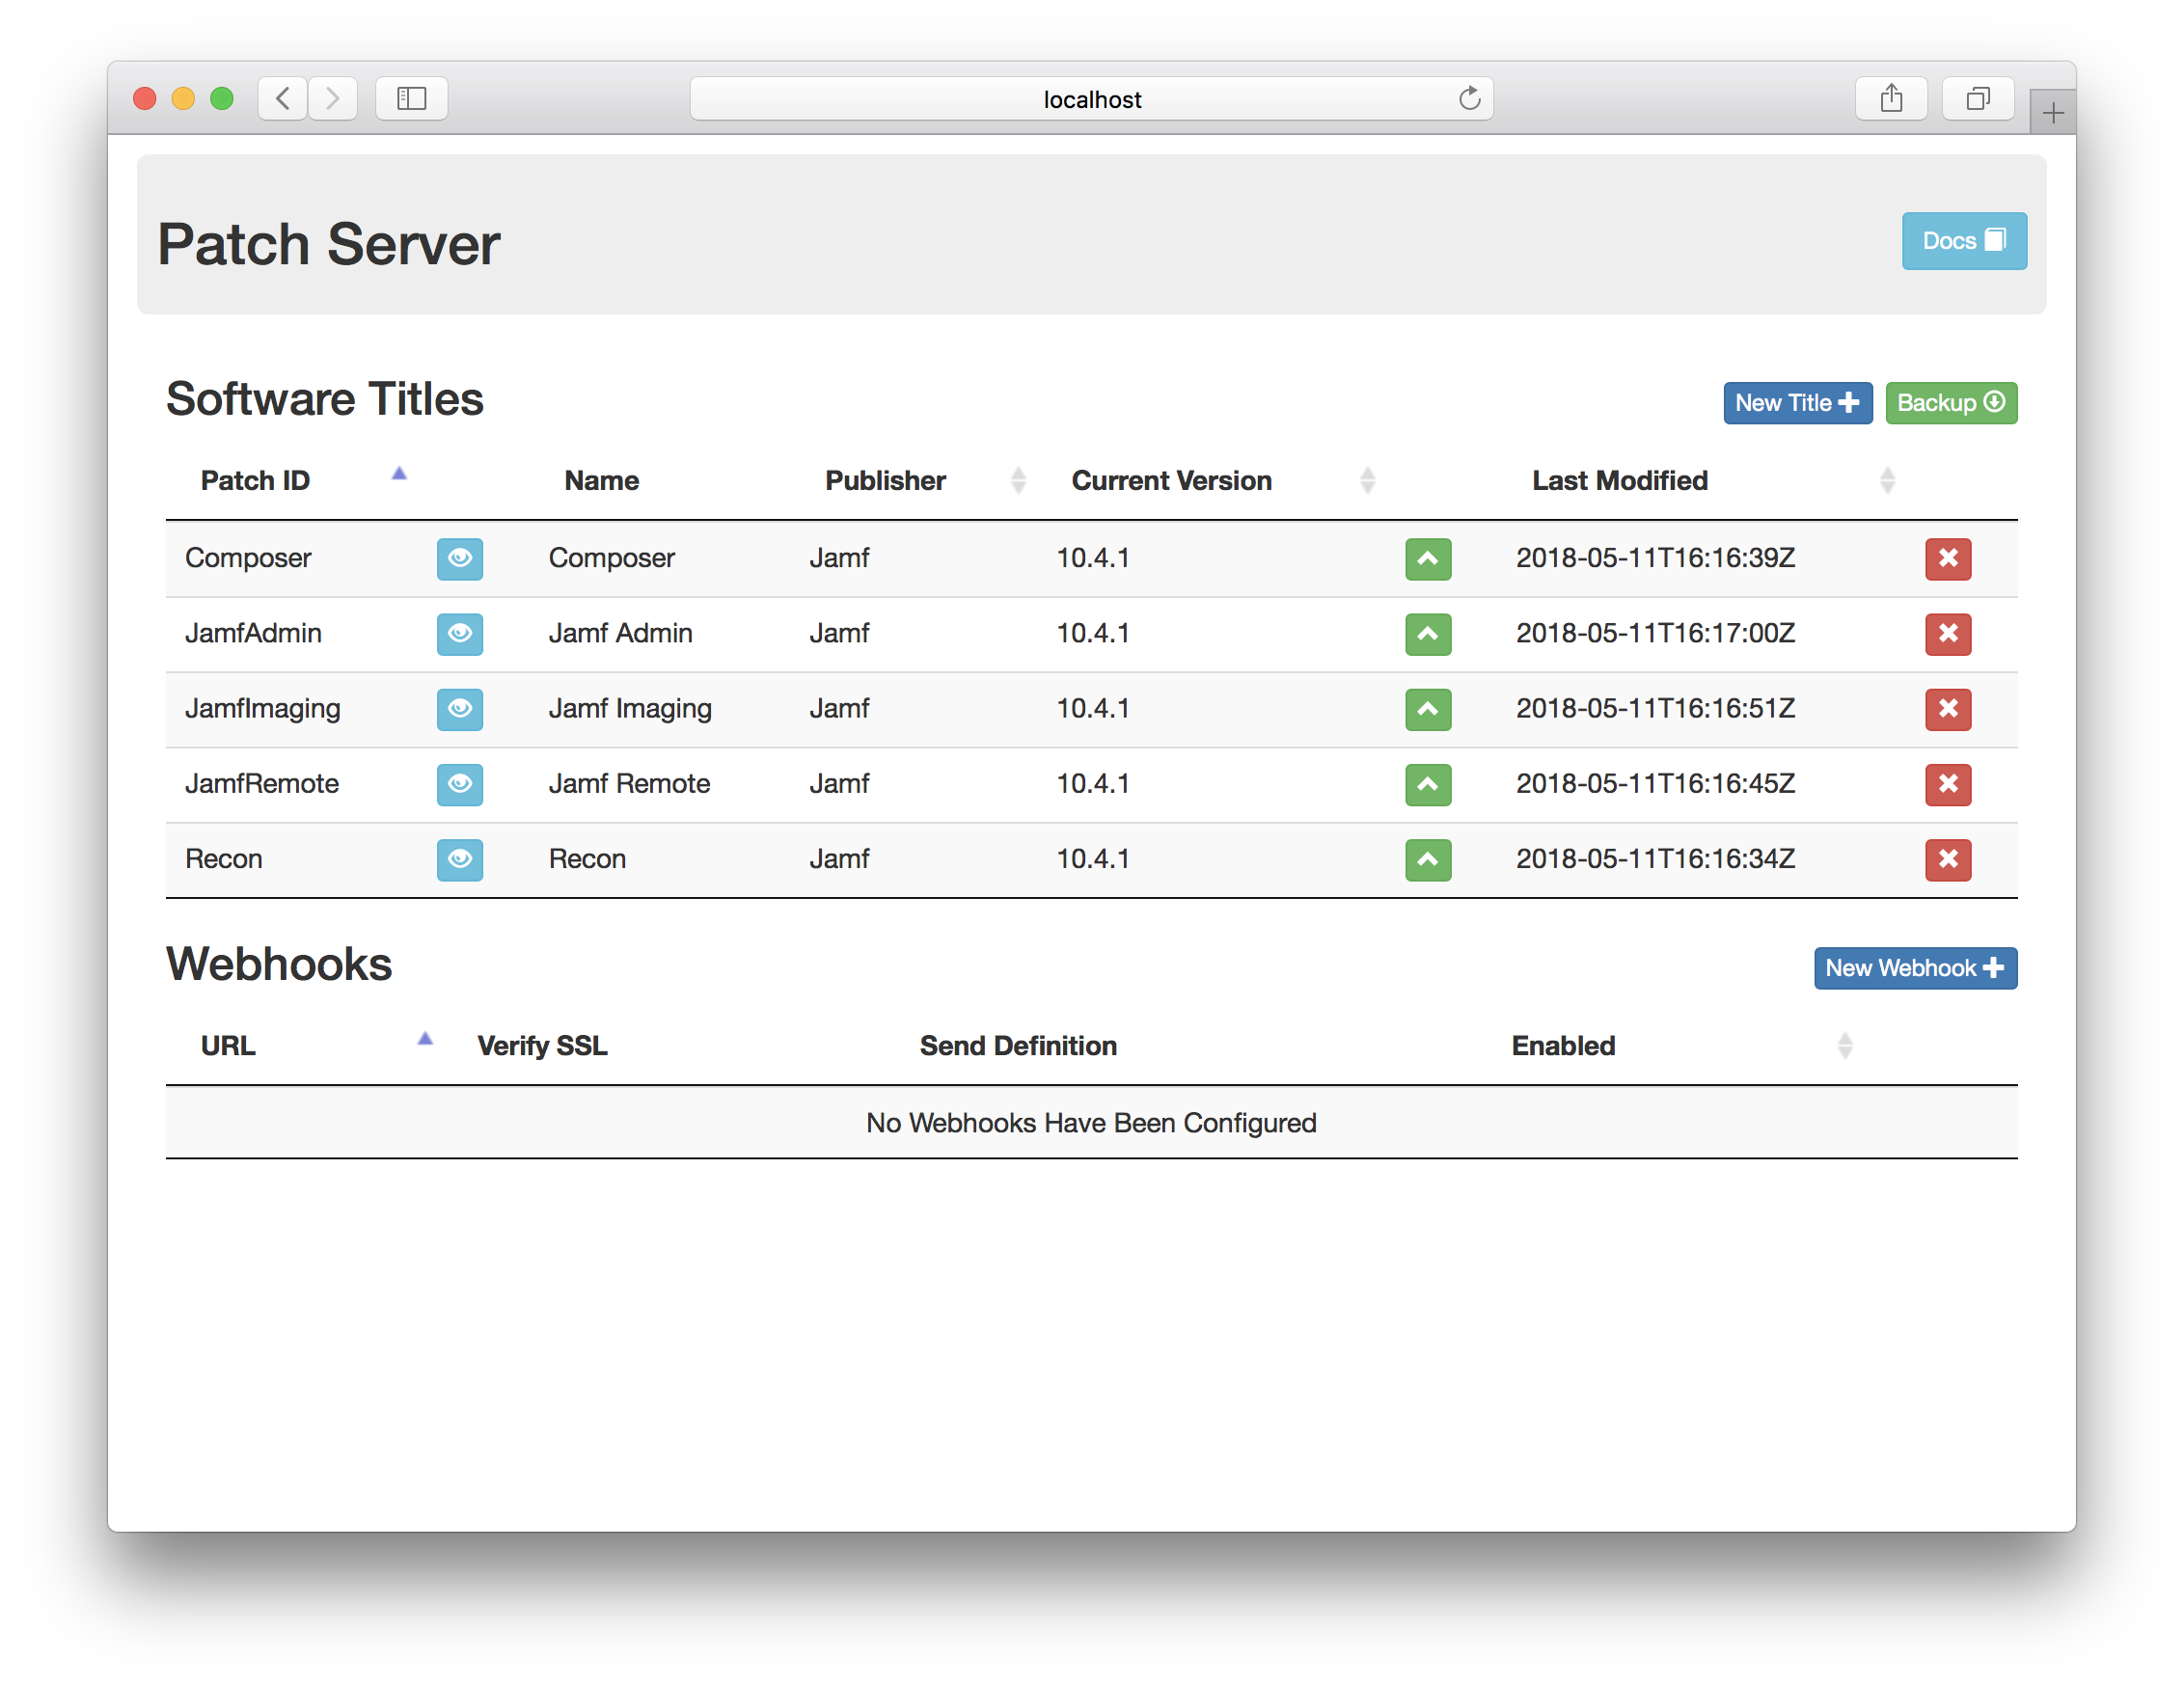 localhost
Patch Server
Docs
Software Titles
New Title Backup
Patch ID Name Publisher Current Version Last Modified
Composer Composer Jamf 10.4.1 2018-05-11T16:16:39Z
JamfAdmin Jamf Admin Jamf 10.4.1 2018-05-11T16:17:00Z
JamfImaging Jamf Imaging Jamf 10.4.1 2018-05-11T16:16:51Z
JamfRemote Jamf Remote Jamf 10.4.1 2018-05-11T16:16:45Z
Recon Recon Jamf 10.4.1 2018-05-11T16:16:34Z
Webhooks
New Webhook
URL Verify SSL Send Definition Enabled
No Webhooks Have Been Configured